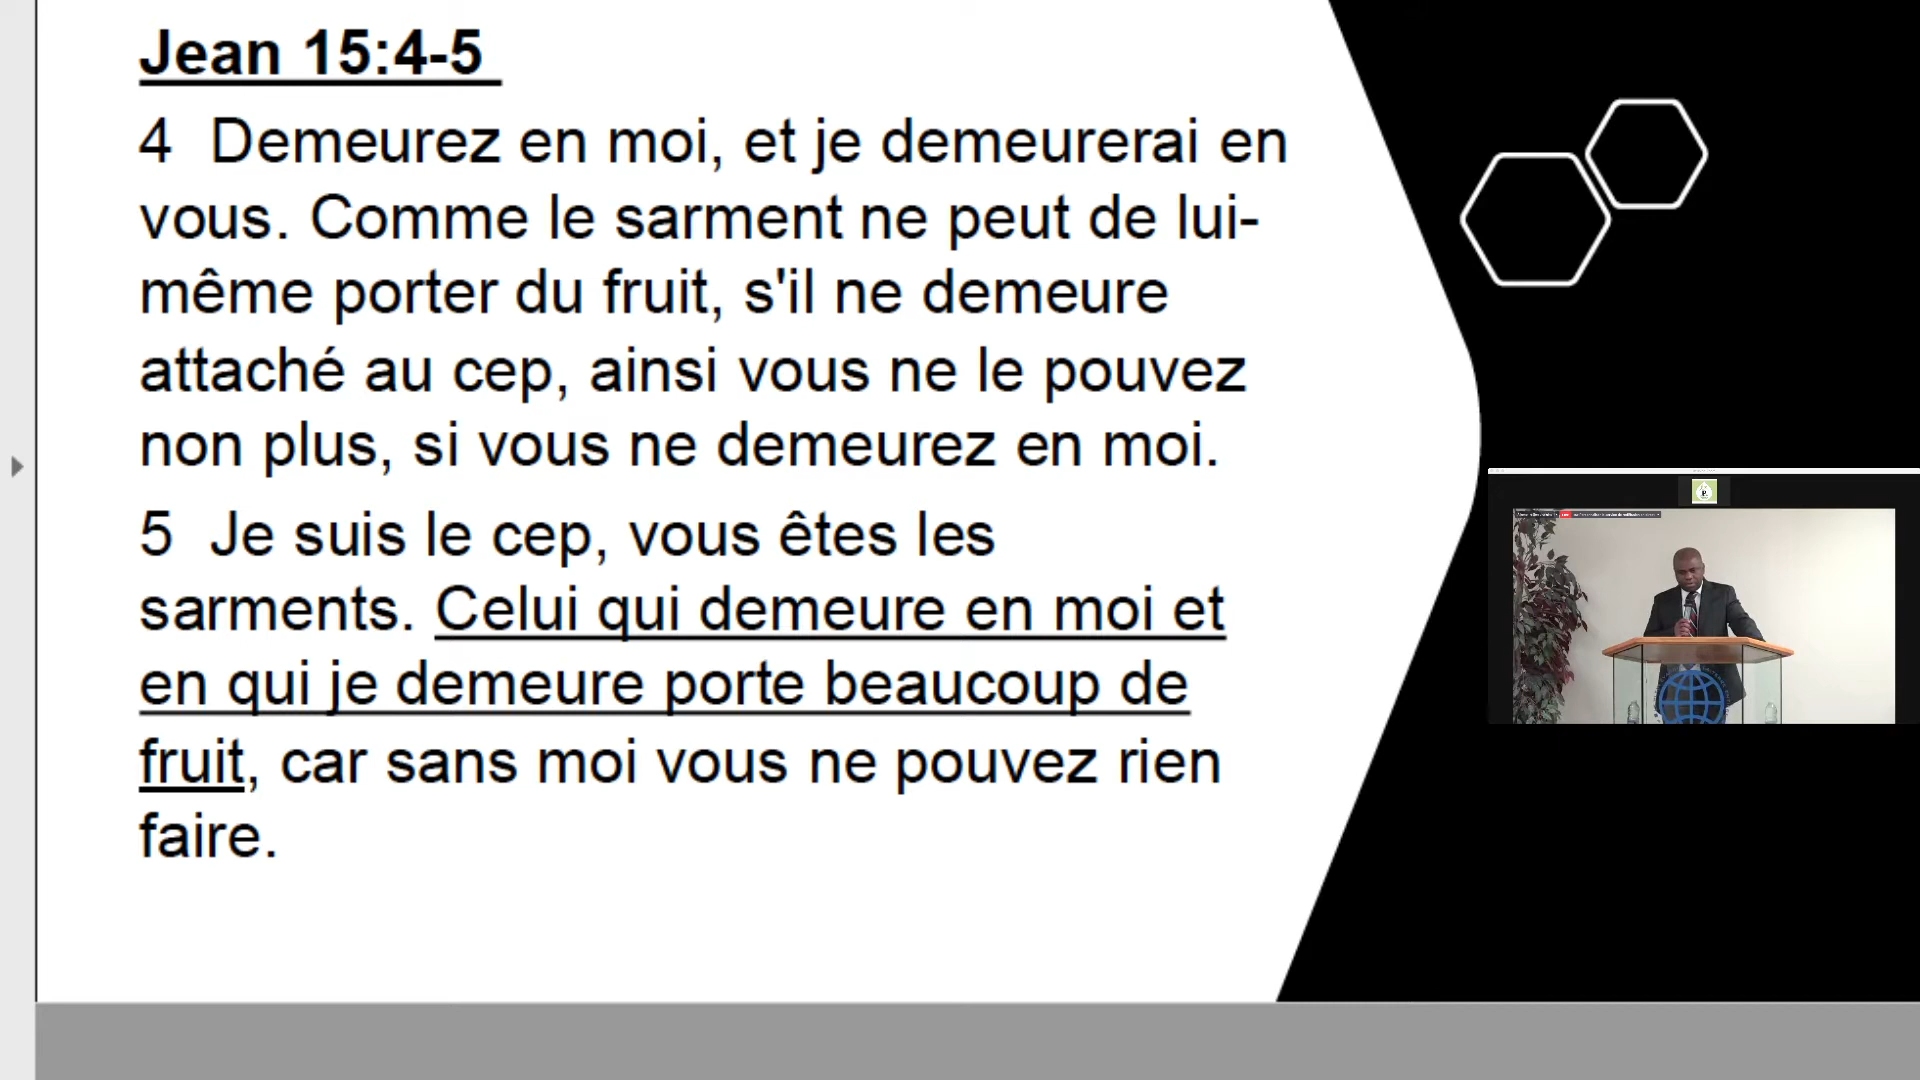 Jean 15:4-5
4 Demeurez en moi, et je demeurerai en
vous. Comme le sarment ne peut de lui-
même porter du fruit, s'il ne demeure
attaché au cep, ainsi vous ne le pouvez
non plus, si vous ne demeurez en moi.
5 Je suis le cep, vous êtes les
sarments. Celui qui demeure en moi et
en qui je demeure porte beaucoup de
fruit, car sans moi vous ne pouvez rien
faire.